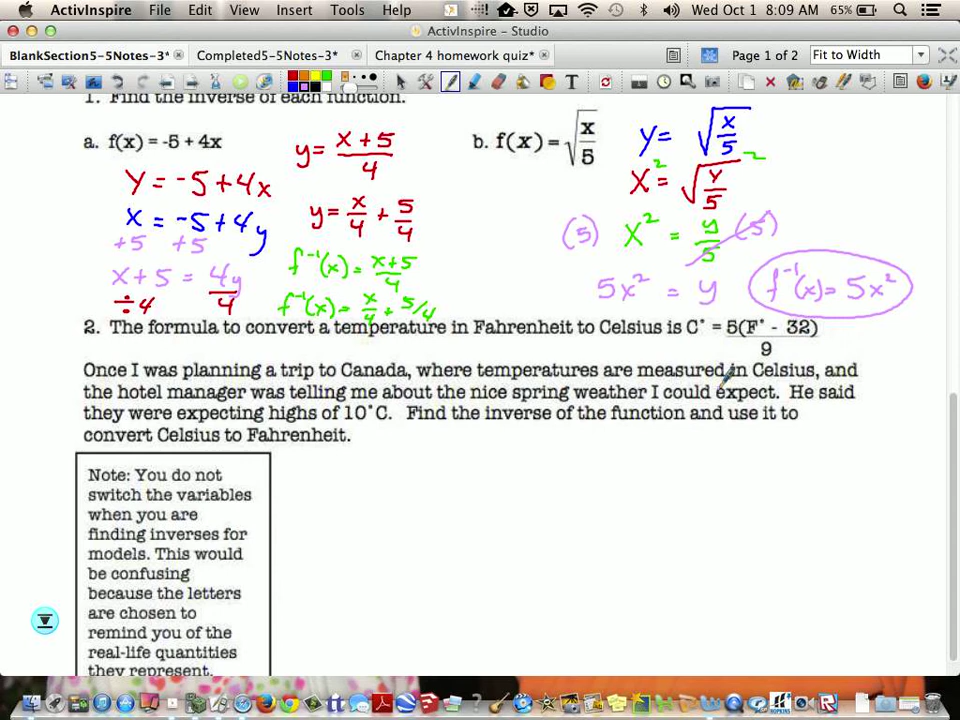 ActivInspire File Edit View Insert Tools Help Wed Oct 1 8:09 AM 65%
ActivInspire - Studio
BlankSection5-5Notes-3* Completed5-5Notes-3* Chapter 4 homework quiz* Page 1 of 2 Fit to Width
1. Find the inverse of each function.
a. f(x) = -5 + 4x
Y = -5 + 4x
x = -5 + 4y
+5 +5
x + 5 = 4y
÷4 4
y = x + 5
4
y = x/4 + 5/4
f⁻¹(x) = x+5
4
f⁻¹(x) = x/4 + 5/4
b. f(x) = √x/5
y = √x/5
x² = √y/5 ²
(5) x² = y/5 (5)
5x² = y
f⁻¹(x) = 5x²
2. The formula to convert a temperature in Fahrenheit to Celsius is C° = 5(F° - 32)
9
Once I was planning a trip to Canada, where temperatures are measured in Celsius, and
the hotel manager was telling me about the nice spring weather I could expect. He said
they were expecting highs of 10°C. Find the inverse of the function and use it to
convert Celsius to Fahrenheit.
Note: You do not
switch the variables
when you are
finding inverses for
models. This would
be confusing
because the letters
are chosen to
remind you of the
real-life quantities
they represent.